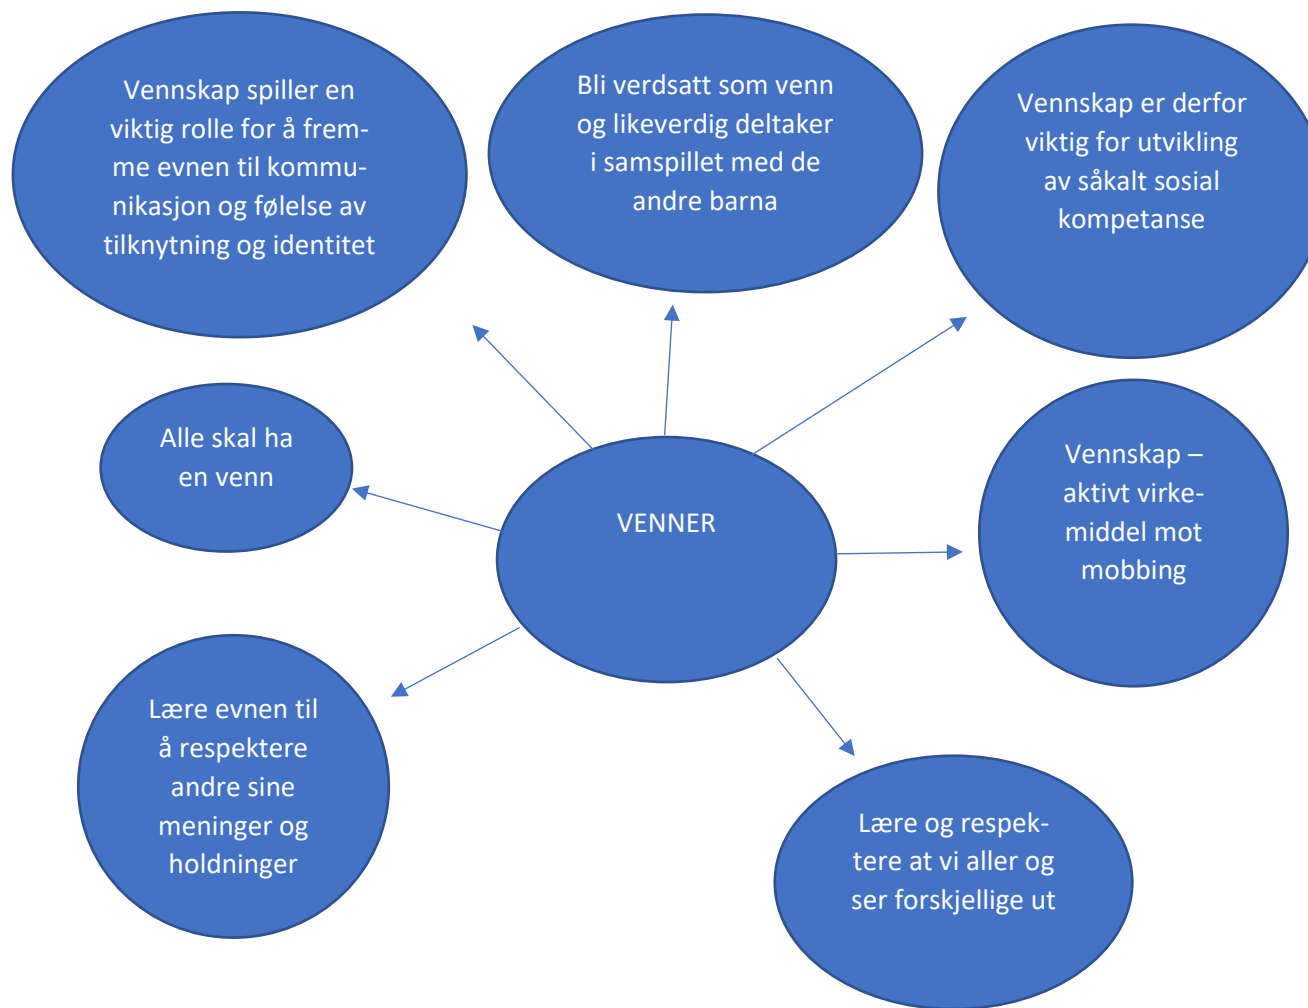 Vennskap spiller en
viktig rolle for å frem-
me evnen til kommu-
nikasjon og følelse av
tilknytning og identitet
Bli verdsatt som venn
og likeverdig deltaker
i samspillet med de
andre barna
Vennskap er derfor
viktig for utvikling
av såkalt sosial
kompetanse
Alle skal ha
en venn
VENNER
Vennskap –
aktivt virke-
middel mot
mobbing
Lære evnen til
å respektere
andre sine
meninger og
holdninger
Lære og respek-
tere at vi aller og
ser forskjellige ut